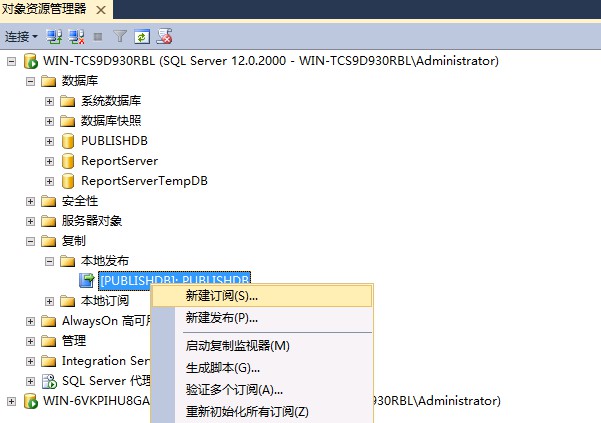 对象资源管理器
连接
WIN-TCS9D930RBL (SQL Server 12.0.2000 - WIN-TCS9D930RBL\Administrator)
数据库
系统数据库
数据库快照
PUBLISHDB
ReportServer
ReportServerTempDB
安全性
服务器对象
复制
本地发布
[PUBLISHDB]: PUBLISHDB
新建订阅(S)...
本地订阅
新建发布(P)...
AlwaysOn 高可用
管理
启动复制监视器(M)
Integration Ser
生成脚本(G)...
SQL Server 代理
验证多个订阅(A)...
WIN-6VKPIHU8GA
930RBL\Administrator)
重新初始化所有订阅(Z)